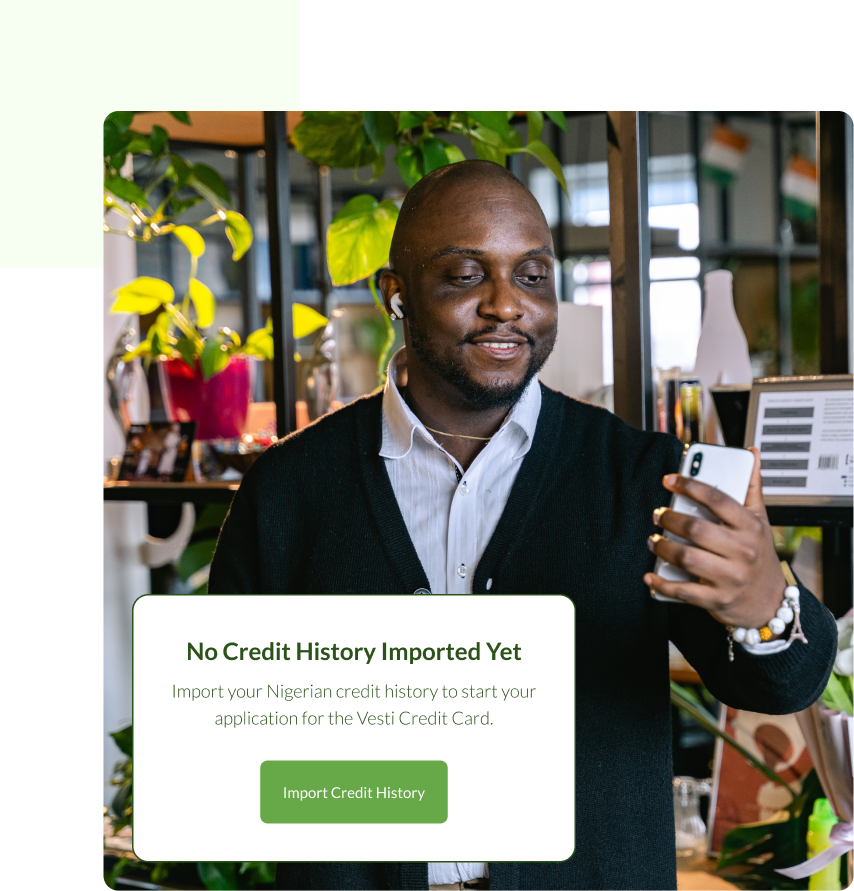 No Credit History Imported Yet
Import your Nigerian credit history to start your
application for the Vesti Credit Card.
Import Credit History